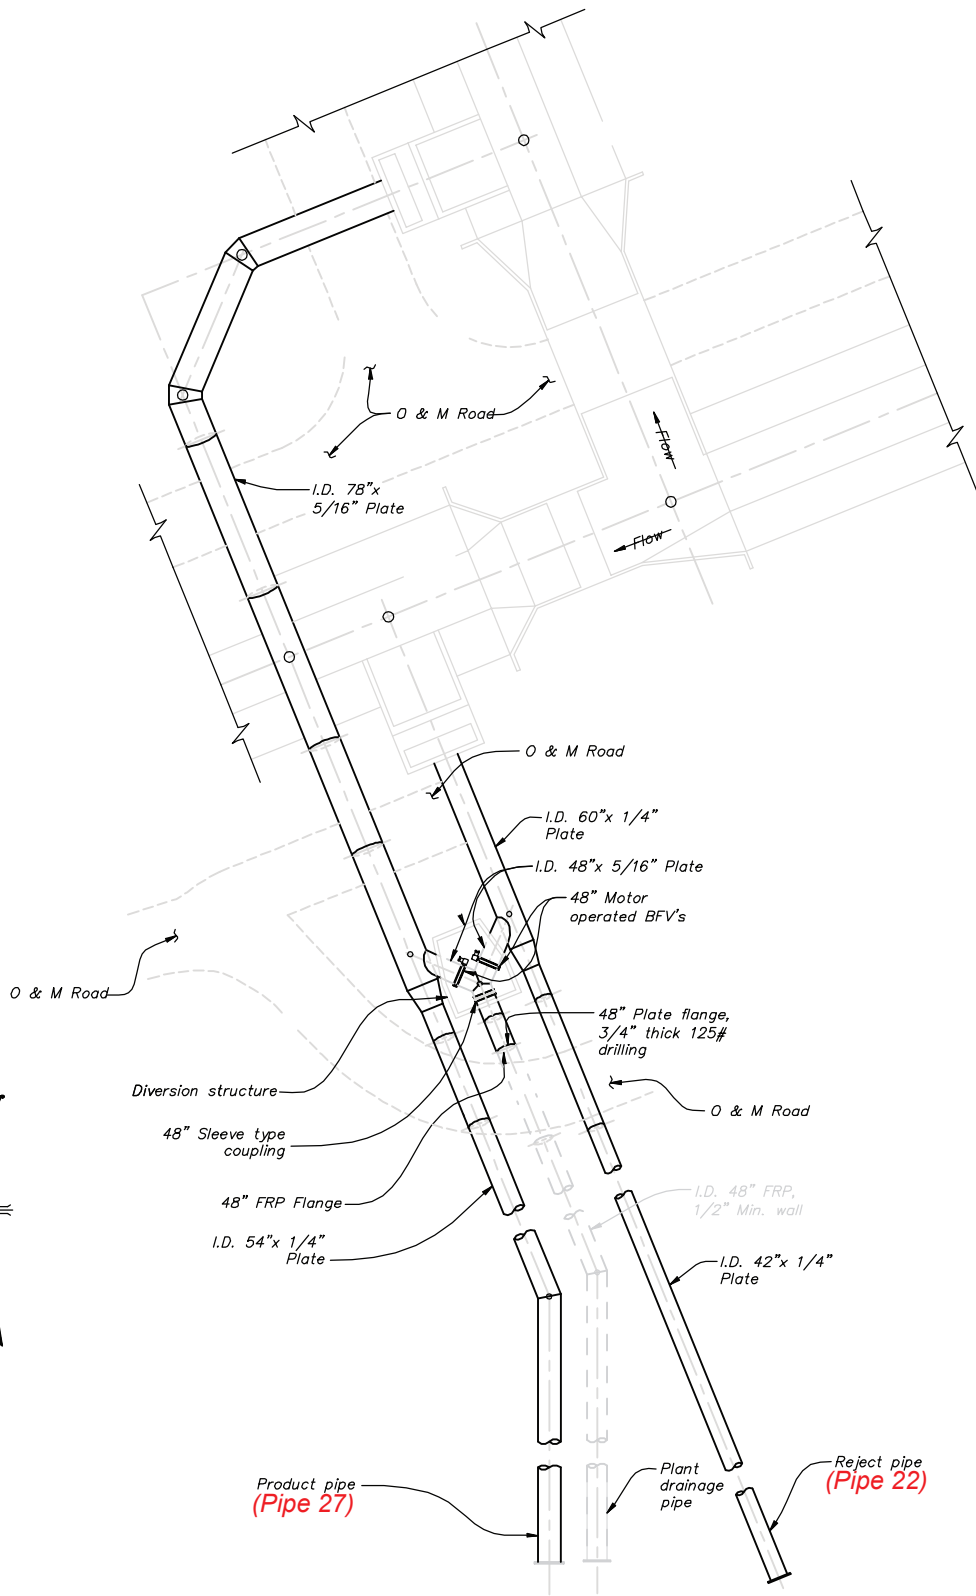 O & M Road
I.D. 78"x
5/16" Plate
Flow
Flow
O & M Road
I.D. 60"x 1/4"
Plate
I.D. 48"x 5/16" Plate
48" Motor
operated BFV's
O & M Road
48" Plate flange,
3/4" thick 125#
drilling
Diversion structure
O & M Road
48" Sleeve type
coupling
48" FRP Flange
I.D. 48" FRP,
1/2" Min. wall
I.D. 54"x 1/4"
Plate
I.D. 42"x 1/4"
Plate
Product pipe
(Pipe 27)
Plant
drainage
pipe
Reject pipe
(Pipe 22)